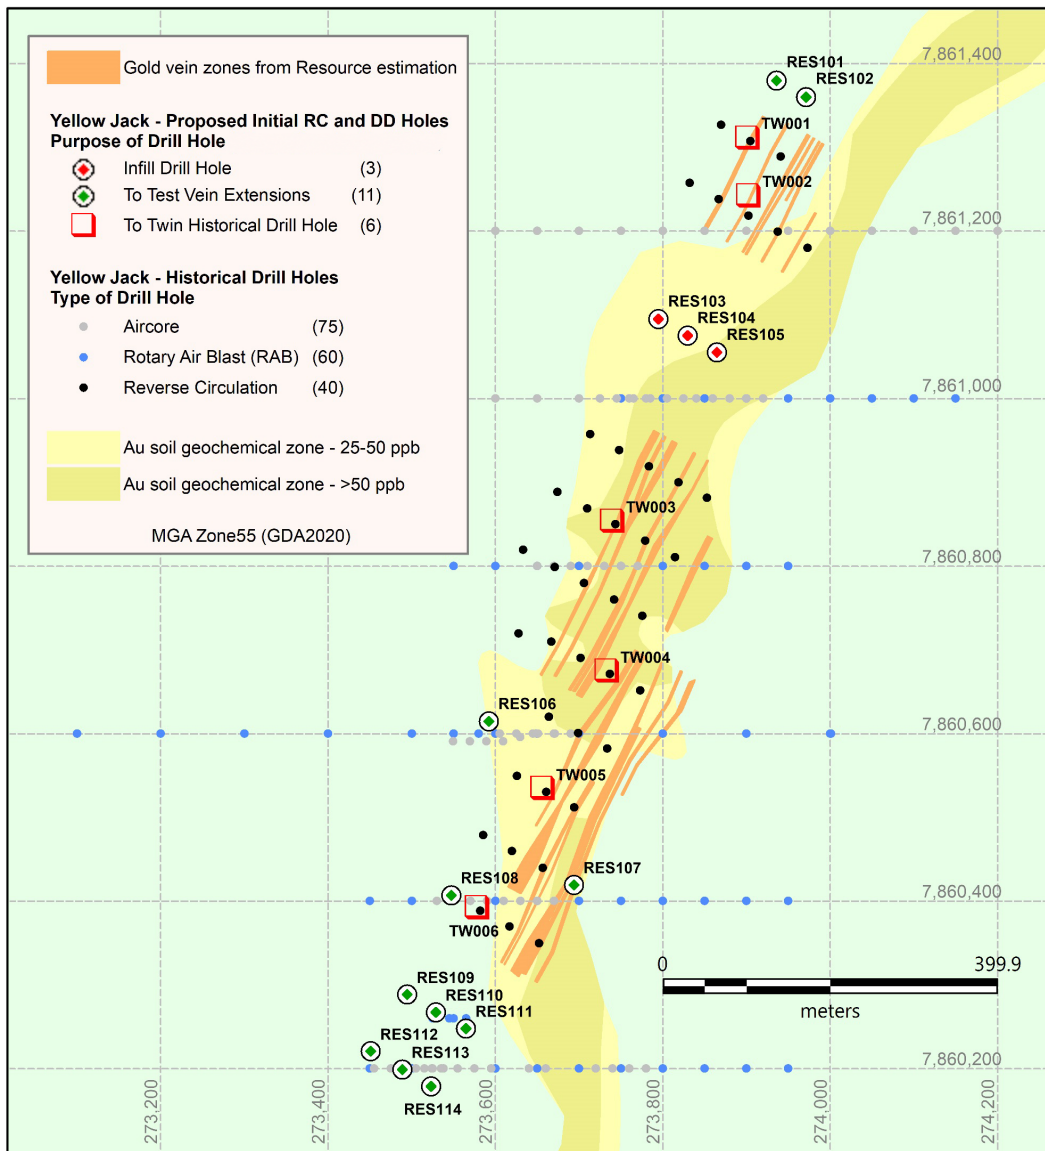 Gold vein zones from Resource estimation
Yellow Jack - Proposed Initial RC and DD Holes
Purpose of Drill Hole
Infill Drill Hole (3)
To Test Vein Extensions (11)
To Twin Historical Drill Hole (6)
Yellow Jack - Historical Drill Holes
Type of Drill Hole
Aircore (75)
Rotary Air Blast (RAB) (60)
Reverse Circulation (40)
Au soil geochemical zone - 25-50 ppb
Au soil geochemical zone - >50 ppb
MGA Zone55 (GDA2020)
RES101
7,861,400
RES102
TW001
TW002
7,861,200
RES103
RES104
RES105
7,861,000
TW003
7,860,800
TW004
RES106
7,860,600
TW005
RES107
RES108
7,860,400
TW006
0 399.9
meters
RES109
RES110
RES111
RES112
RES113
7,860,200
RES114
273,200
273,400
273,600
273,800
274,000
274,200